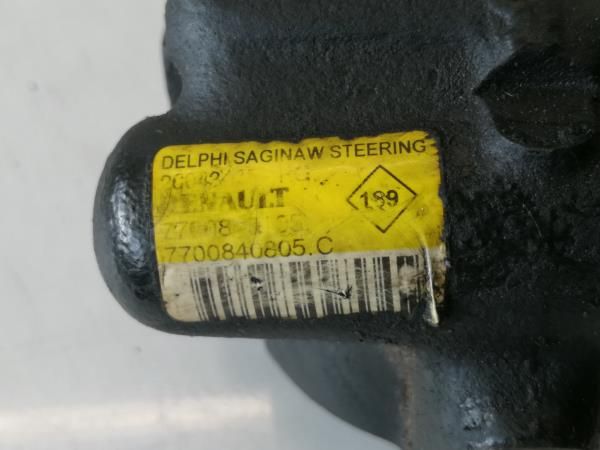 DELPHI SAGINAW STEERING
RENAULT
189
7700840805.C